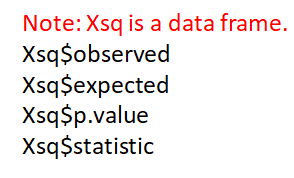 Note: Xsq is a data frame.
Xsq$observed
Xsq$expected
Xsq$p.value
Xsq$statistic